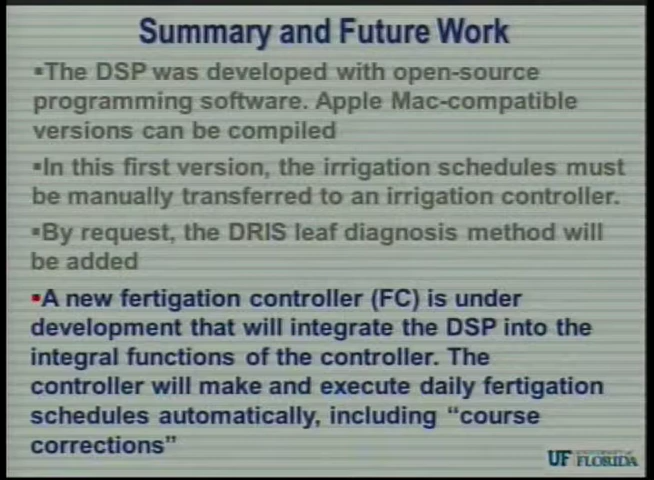 Summary and Future Work
▪The DSP was developed with open-source
programming software. Apple Mac-compatible
versions can be compiled
▪In this first version, the irrigation schedules must
be manually transferred to an irrigation controller.
▪By request, the DRIS leaf diagnosis method will
be added
▪A new fertigation controller (FC) is under
development that will integrate the DSP into the
integral functions of the controller. The
controller will make and execute daily fertigation
schedules automatically, including “course
corrections”
UF UNIVERSITY of
FLORIDA